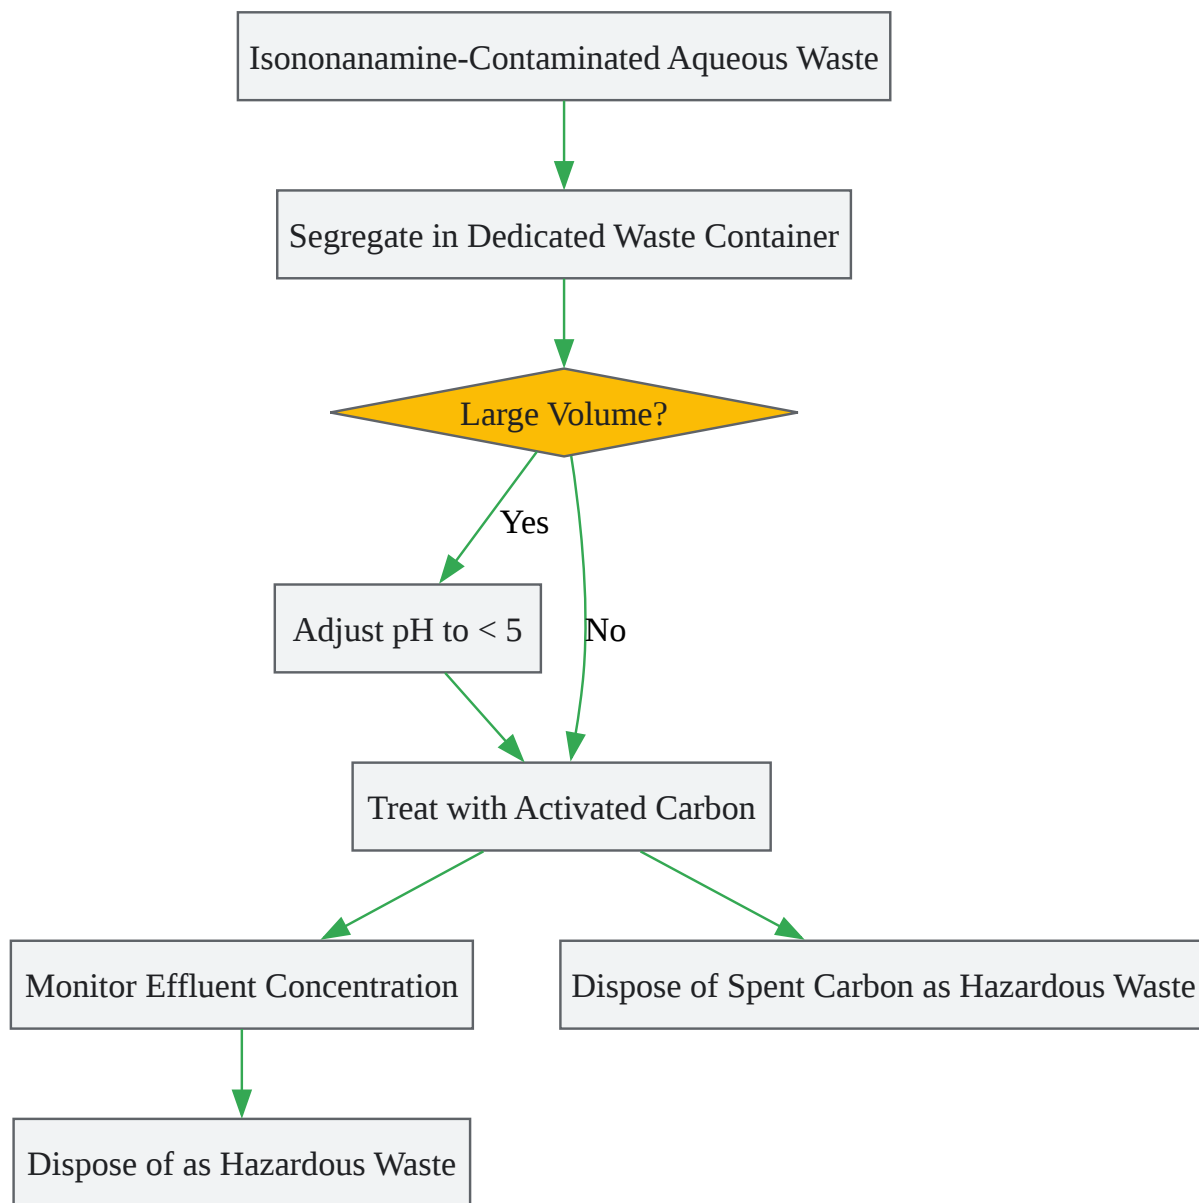 Isononanamine-Contaminated Aqueous Waste
Segregate in Dedicated Waste Container
Large Volume?
Yes
Adjust pH to < 5
No
Treat with Activated Carbon
Monitor Effluent Concentration
Dispose of Spent Carbon as Hazardous Waste
Dispose of as Hazardous Waste